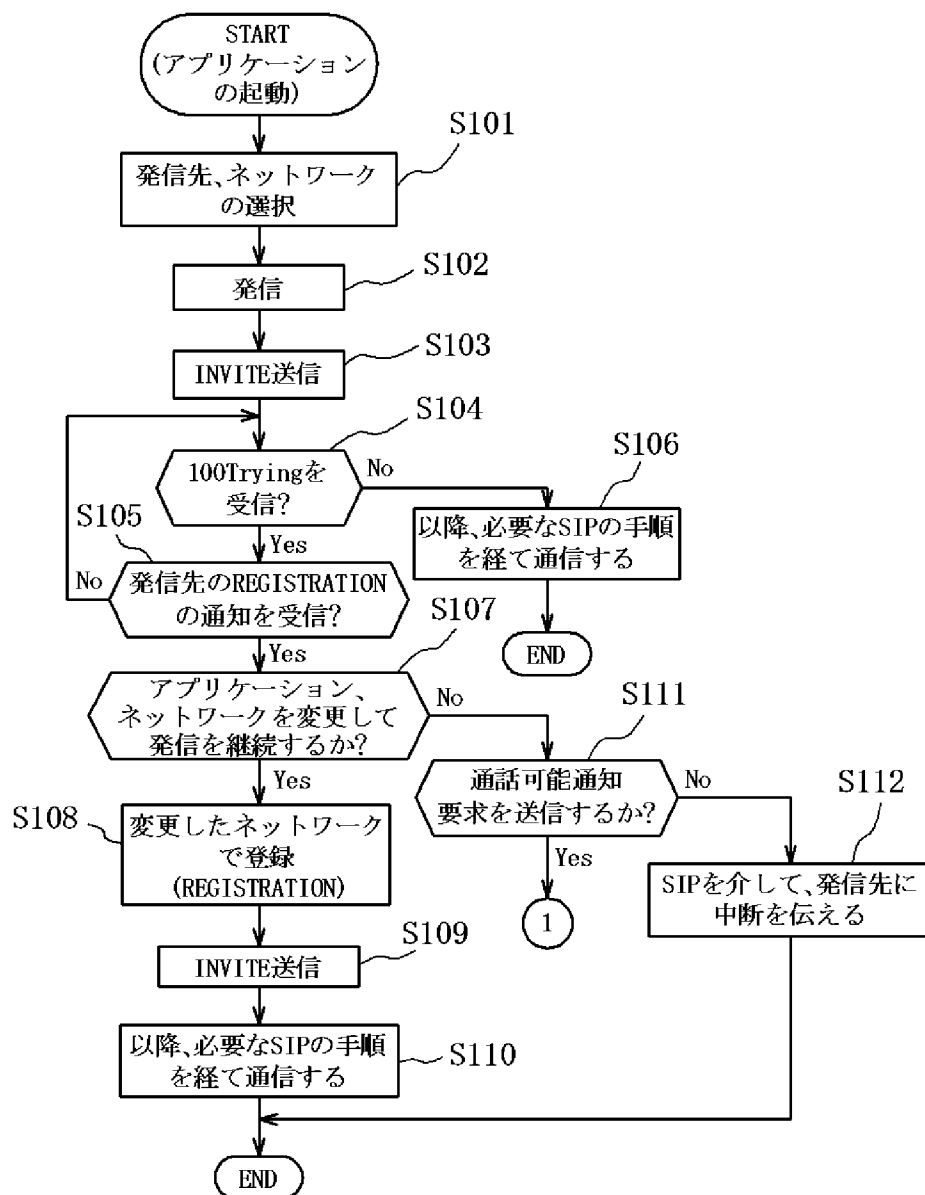 START
(アプリケーション
の起動)
S101
発信先、ネットワーク
の選択
S102
発信
S103
INVITE送信
S104
100Tryingを
受信?
No
Yes
S106
以降、必要なSIPの手順
を経て通信する
END
S105
発信先のREGISTRATION
の通知を受信?
No
Yes
S107
アプリケーション、
ネットワークを変更して
発信を継続するか?
No
Yes
S111
通話可能通知
要求を送信するか?
No
Yes
1
S112
SIPを介して、発信先に
中断を伝える
S108
変更したネットワーク
で登録
(REGISTRATION)
S109
INVITE送信
S110
以降、必要なSIPの手順
を経て通信する
END